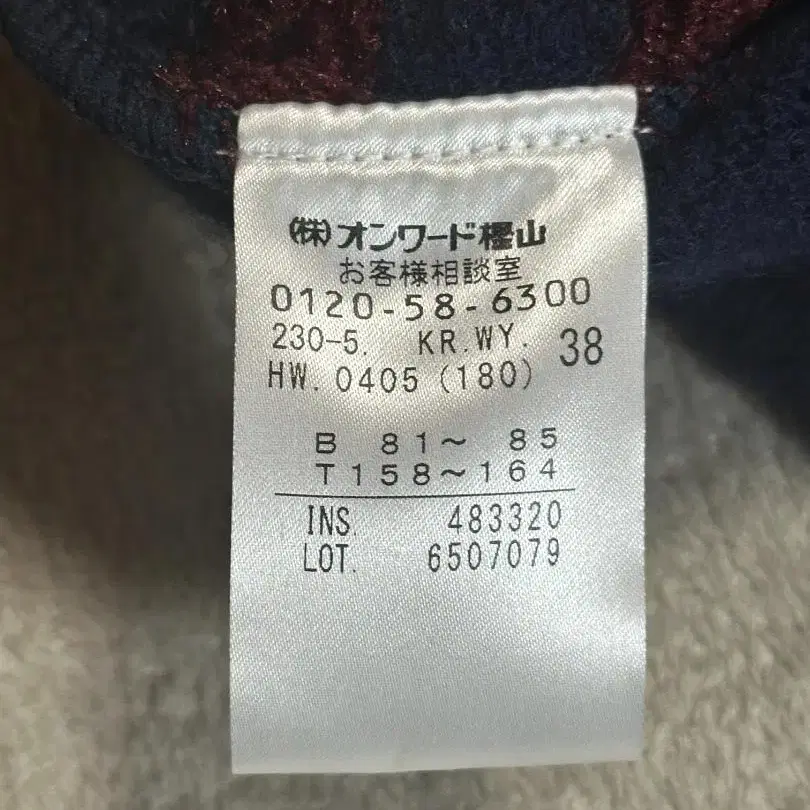 ㈱オンワード樫山
お客様相談室
0120-58-6300
230-5. KR.WY. 38
HW. 0405 (180)
B 81～ 85
T158～164
INS. 483320
LOT. 6507079